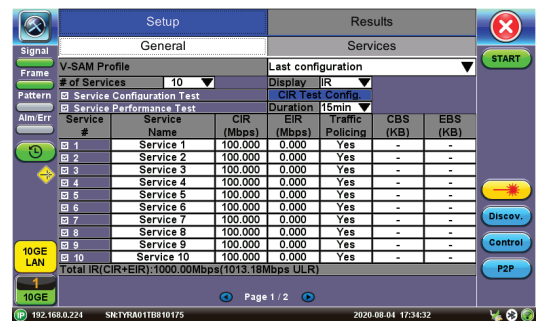 Setup Results
General Services
Signal
V-SAM Profile Last configuration
START
Frame
# of Services 10 Display IR
Pattern Service Configuration Test CIR Test Config.
Service Performance Test Duration 15min
Alm/Err
Service # Service Name CIR (Mbps) EIR (Mbps) Traffic Policing CBS (KB) EBS (KB)
1 Service 1 100.000 0.000 Yes - -
2 Service 2 100.000 0.000 Yes - -
3 Service 3 100.000 0.000 Yes - -
4 Service 4 100.000 0.000 Yes - -
5 Service 5 100.000 0.000 Yes - -
6 Service 6 100.000 0.000 Yes - -
7 Service 7 100.000 0.000 Yes - -
8 Service 8 100.000 0.000 Yes - -
9 Service 9 100.000 0.000 Yes - -
10 Service 10 100.000 0.000 Yes - -
Discov.
Control
10GE
LAN
Total IR(CIR+EIR):1000.00Mbps(1013.18Mbps ULR)
P2P
1
10GE
Page 1 / 2
IP 192.168.0.224 SN:TYRA01TB810175 2020-08-04 17:34:32